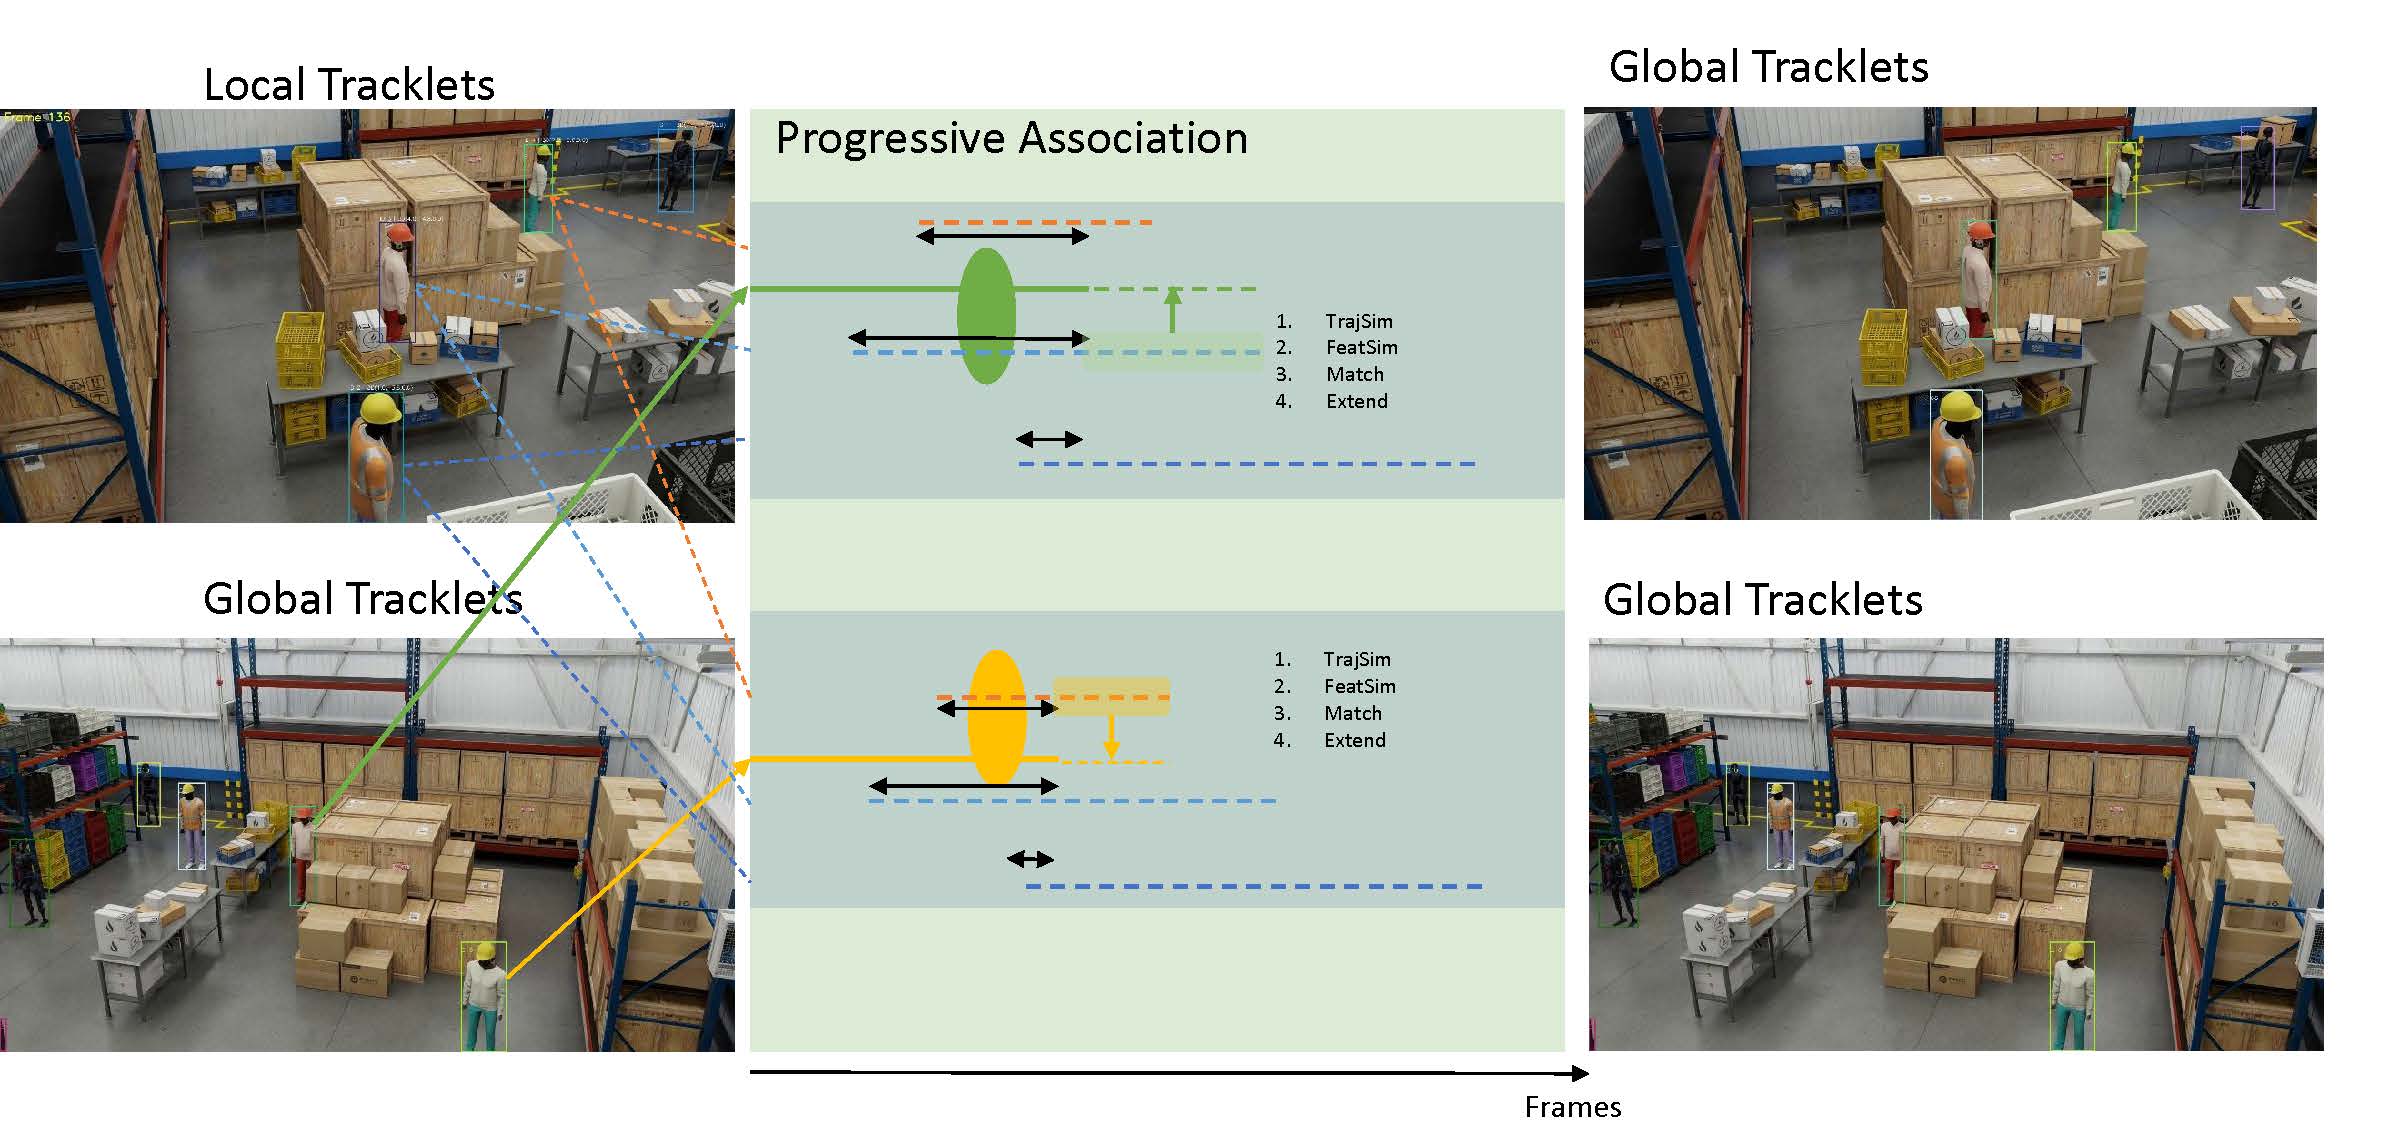 Local Tracklets
Frame 136
Global Tracklets
Progressive Association
1. TrajSim
2. FeatSim
3. Match
4. Extend
1. TrajSim
2. FeatSim
3. Match
4. Extend
Frames
Global Tracklets
Global Tracklets